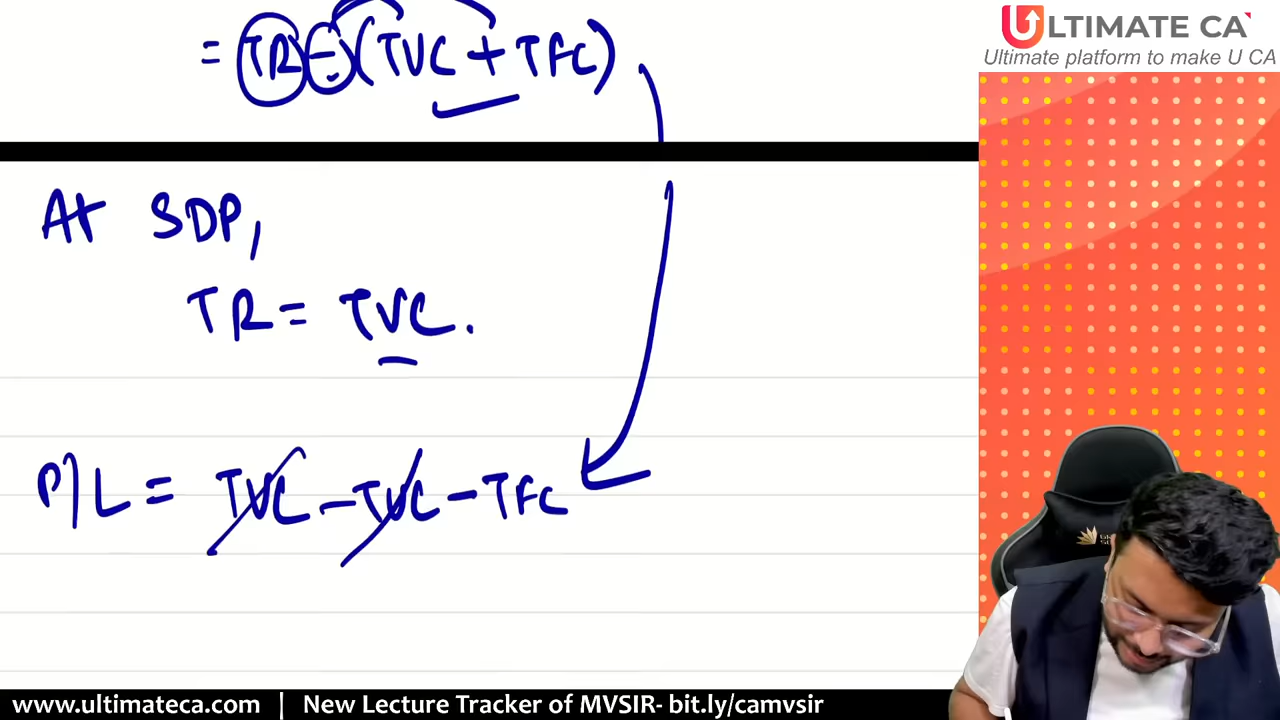 = TR - (TVC + TFC)
ULTIMATE CA
Ultimate platform to make U CA
At SDP,
TR = TVC.
P/L = TVC - TVC - TFC
www.ultimateca.com | New Lecture Tracker of MVSIR- bit.ly/camvsir